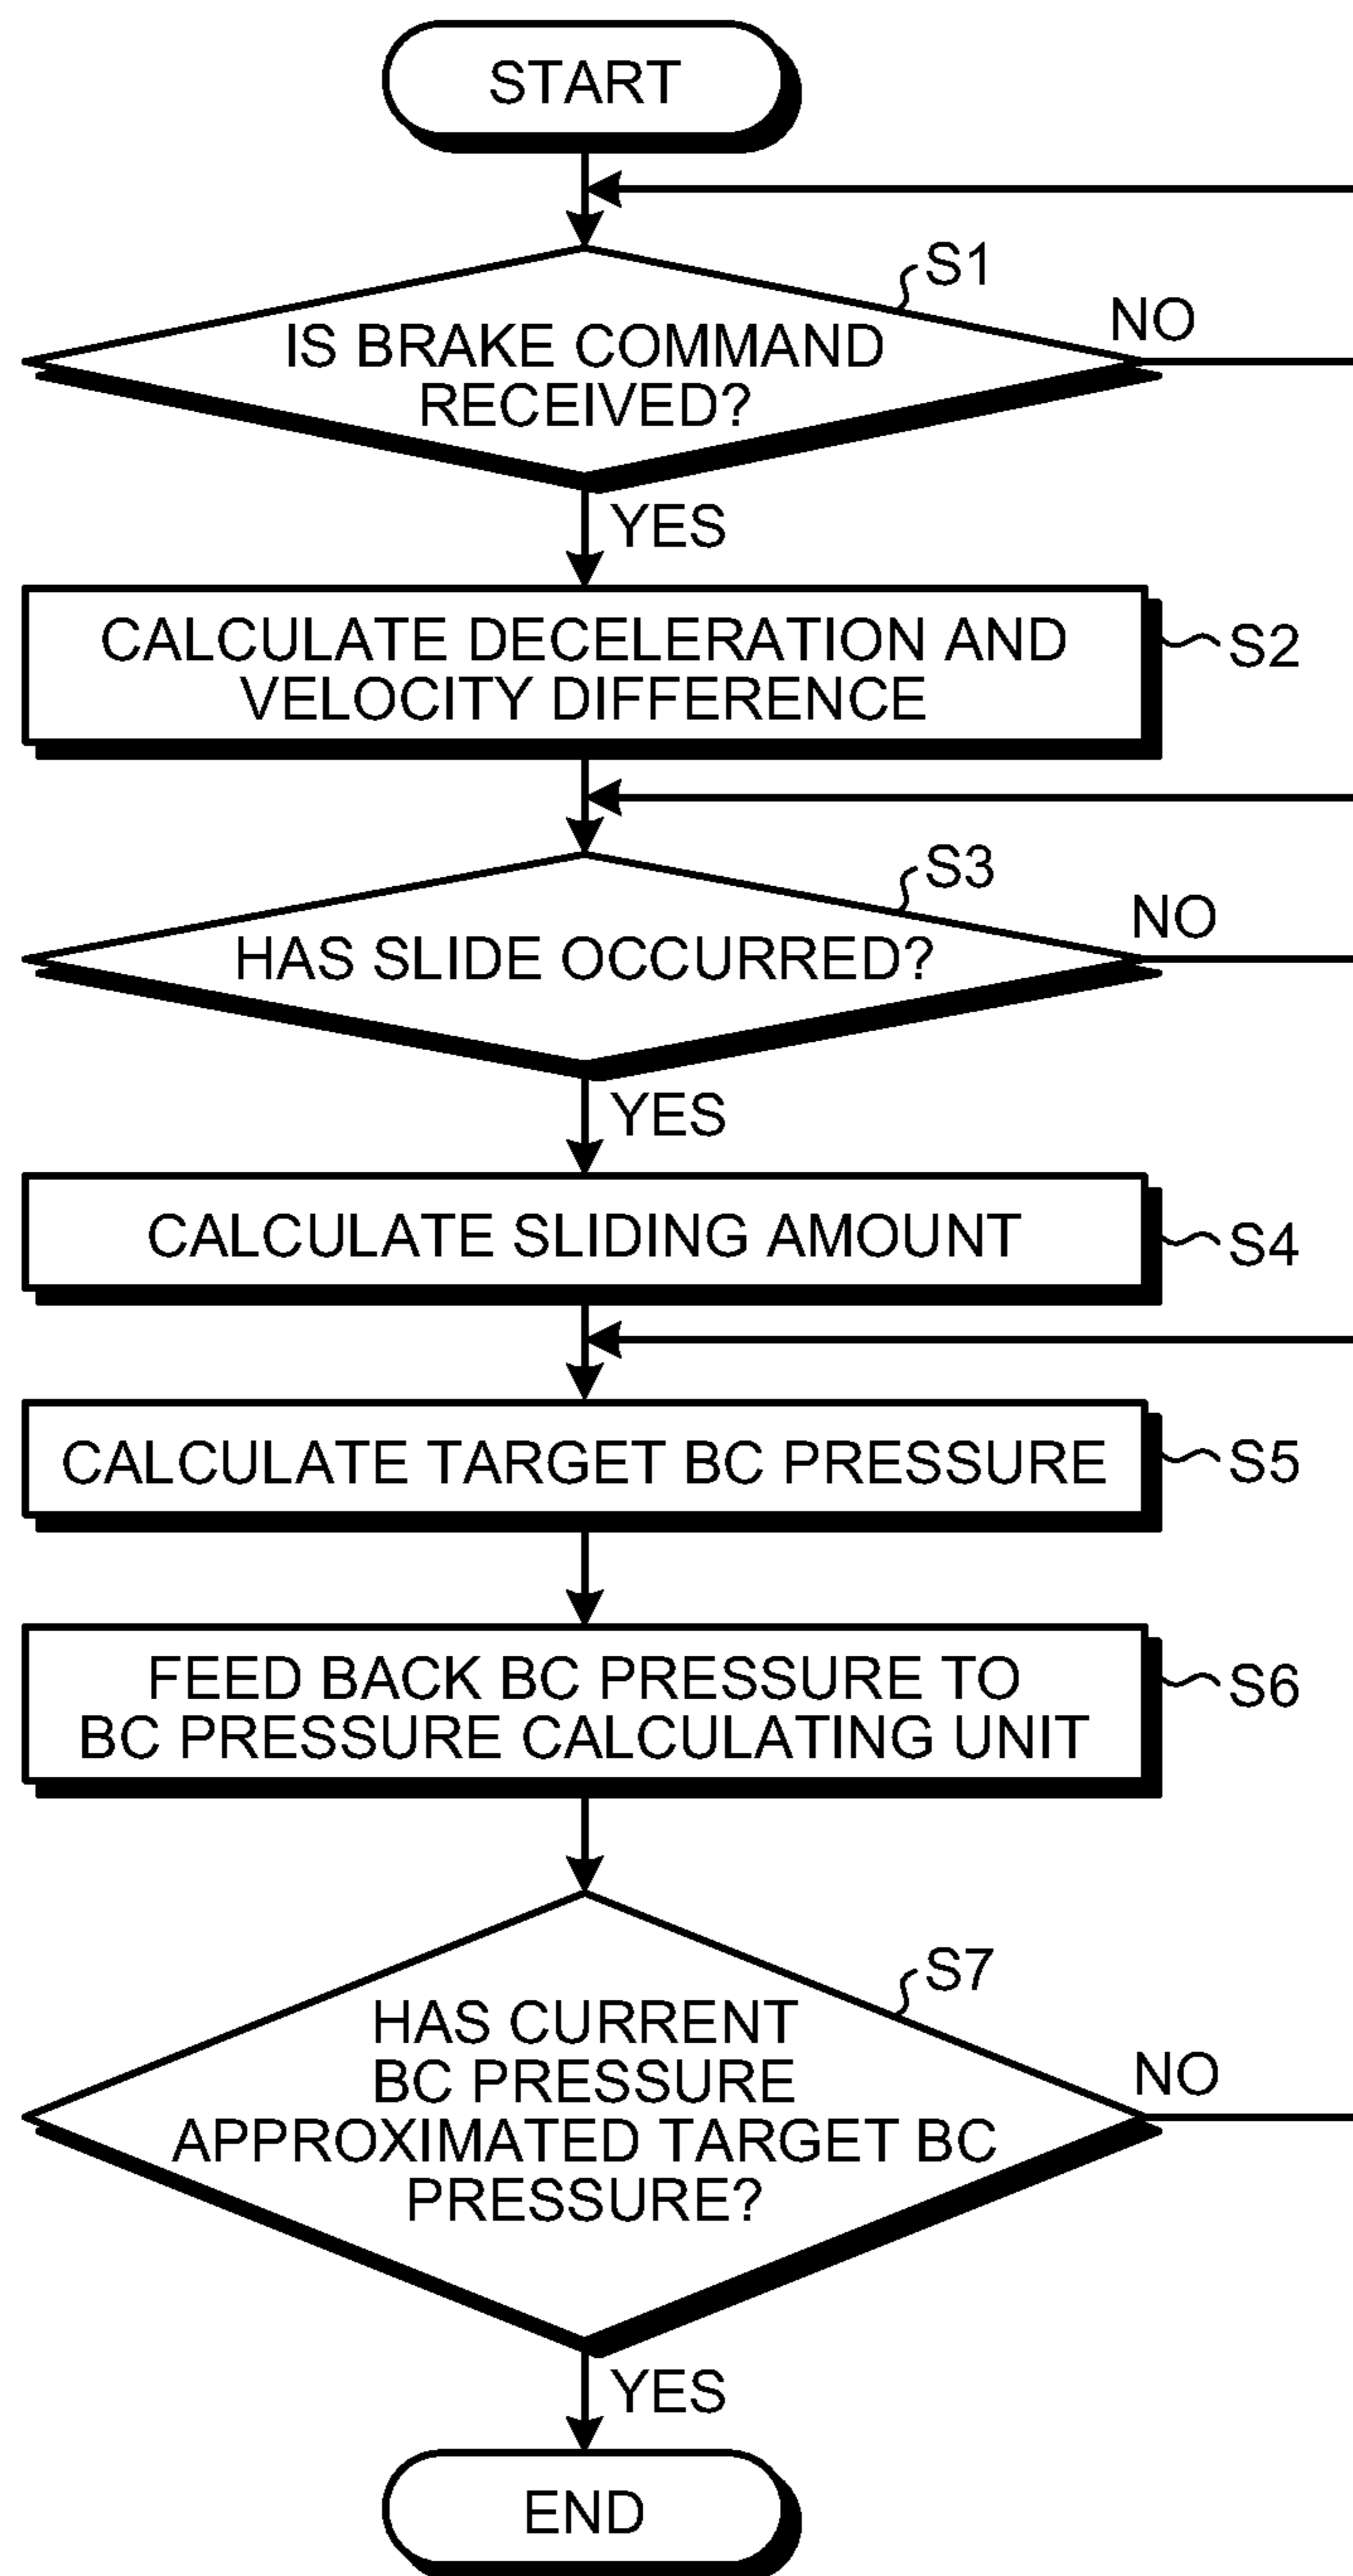 START
S1
NO
IS BRAKE COMMAND
RECEIVED?
YES
CALCULATE DECELERATION AND
VELOCITY DIFFERENCE
S2
S3
NO
HAS SLIDE OCCURRED?
YES
CALCULATE SLIDING AMOUNT
S4
CALCULATE TARGET BC PRESSURE
S5
FEED BACK BC PRESSURE TO
BC PRESSURE CALCULATING UNIT
S6
S7
HAS CURRENT
BC PRESSURE
NO
APPROXIMATED TARGET BC
PRESSURE?
YES
END